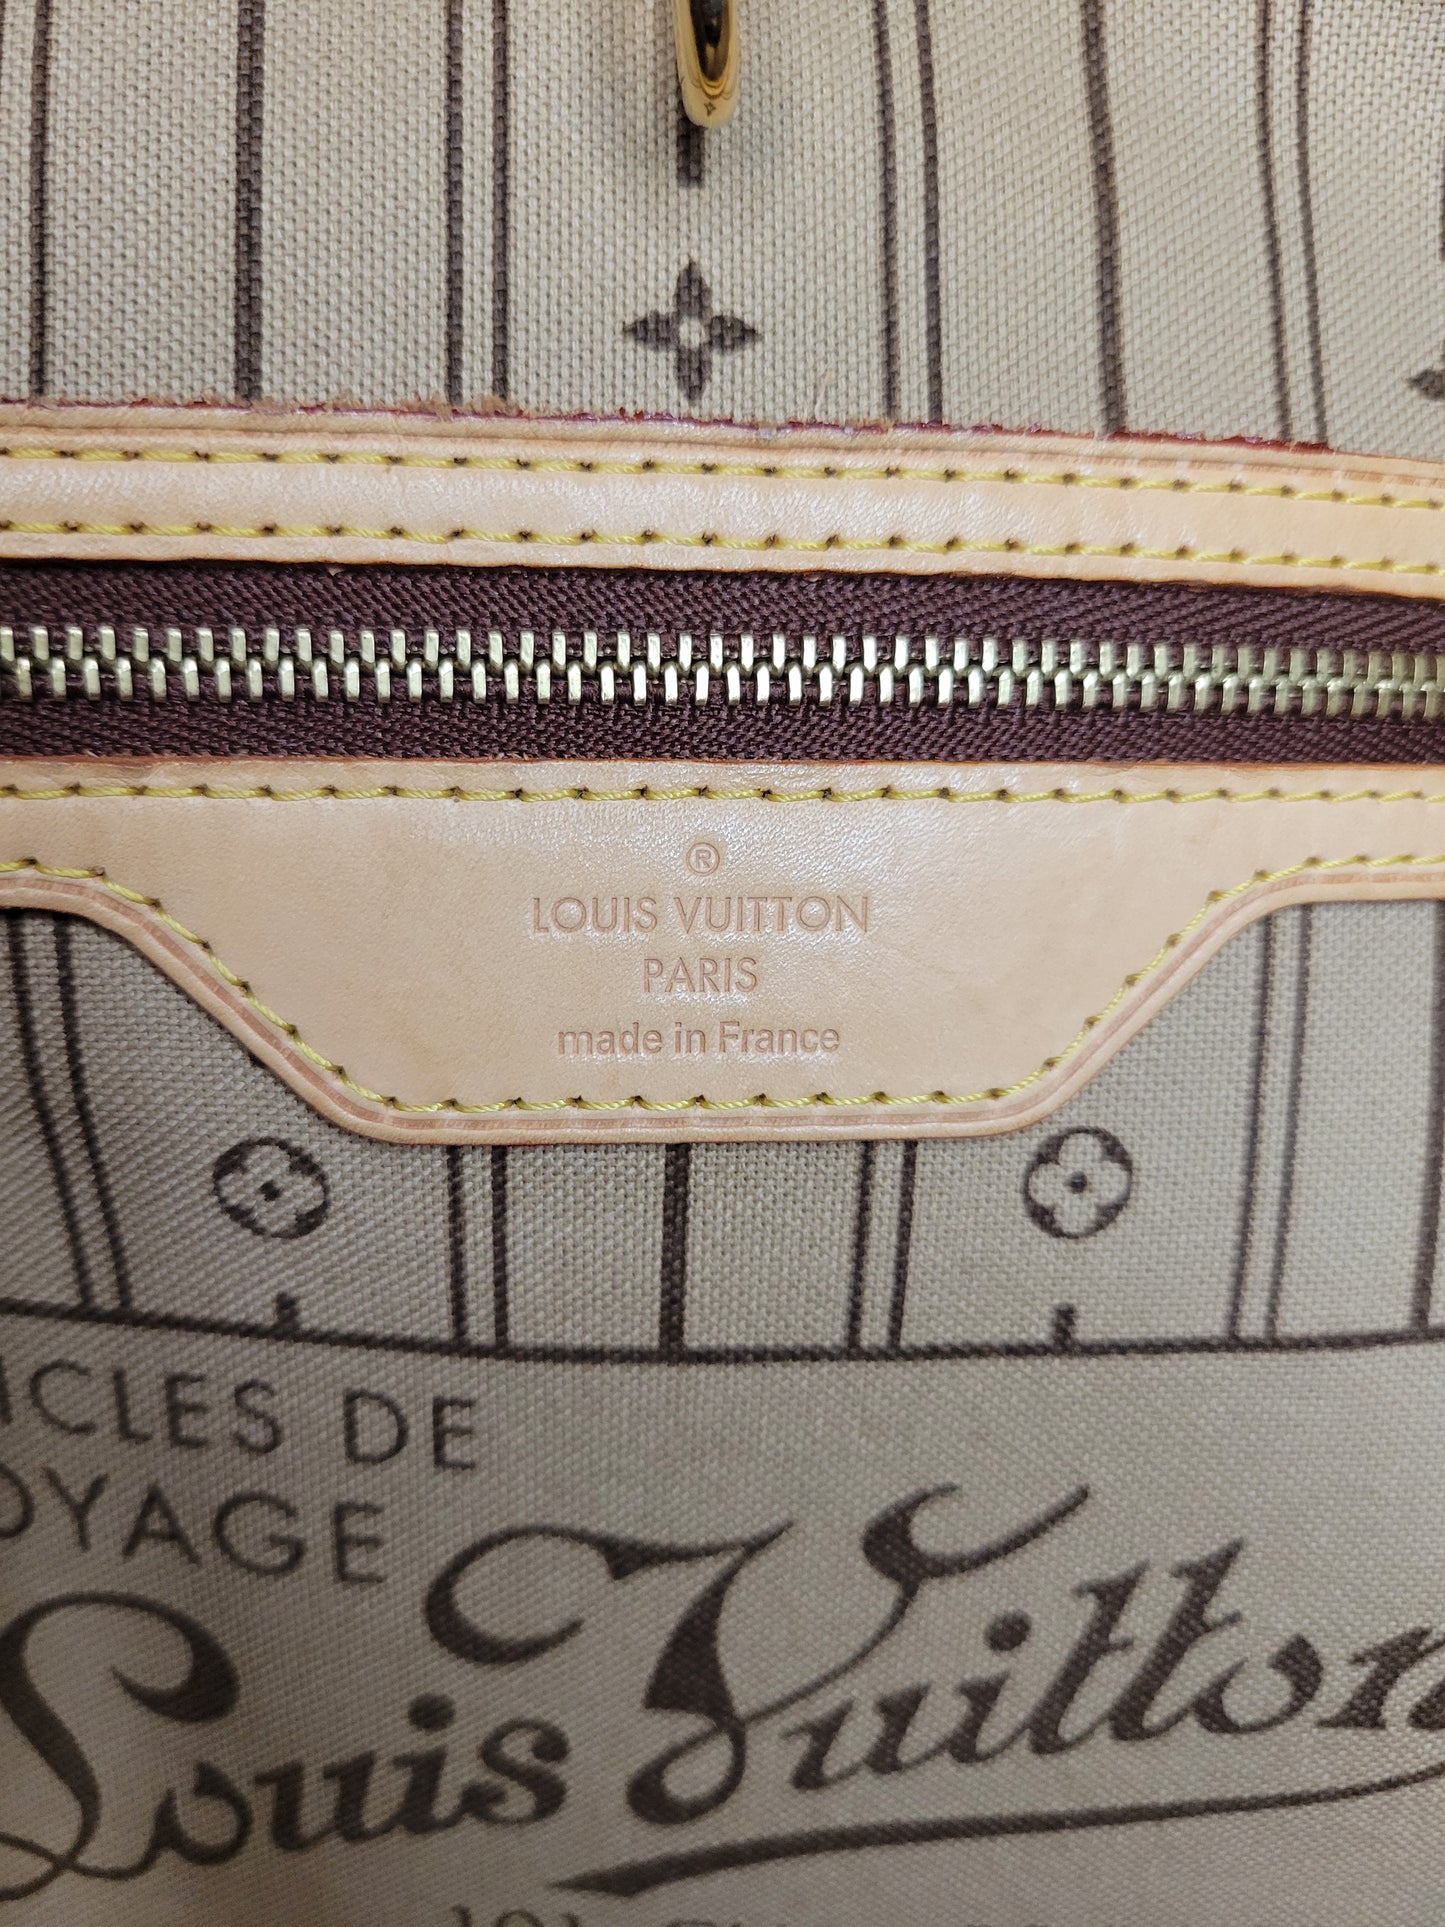 ®
LOUIS VUITTON
PARIS
made in France
ICLES DE
OYAGE
Louis Vuitton